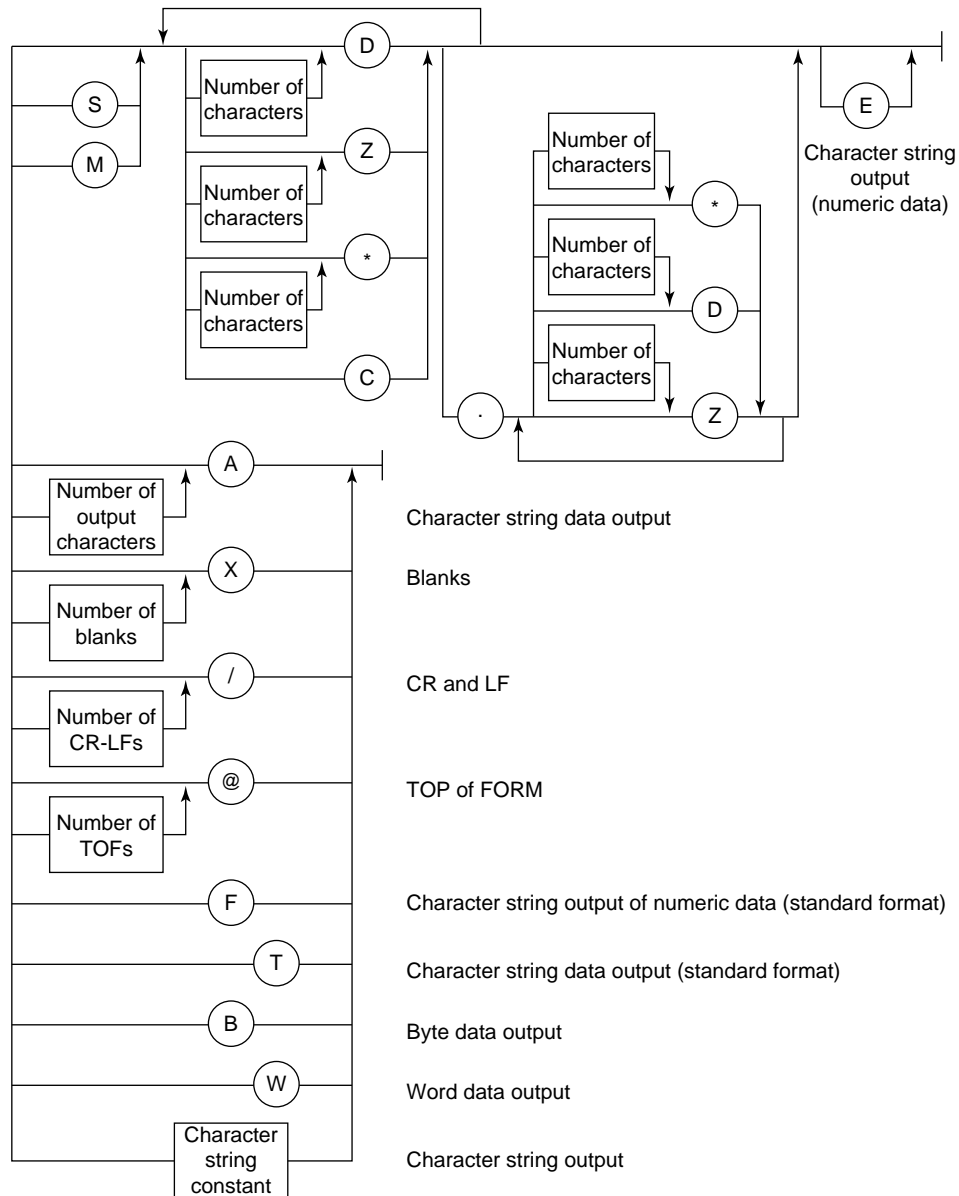 D
Number of
characters
S
Number of
characters
E
M
Z
Character string
output
(numeric data)
Number of
characters
*
*
Number of
characters
Number of
characters
D
Number of
characters
C
·
Z
A
Number of
output
characters
Character string data output
X
Blanks
Number of
blanks
/
CR and LF
Number of
CR-LFs
@
TOP of FORM
Number of
TOFs
F
Character string output of numeric data (standard format)
T
Character string data output (standard format)
B
Byte data output
W
Word data output
Character
string
constant
Character string output